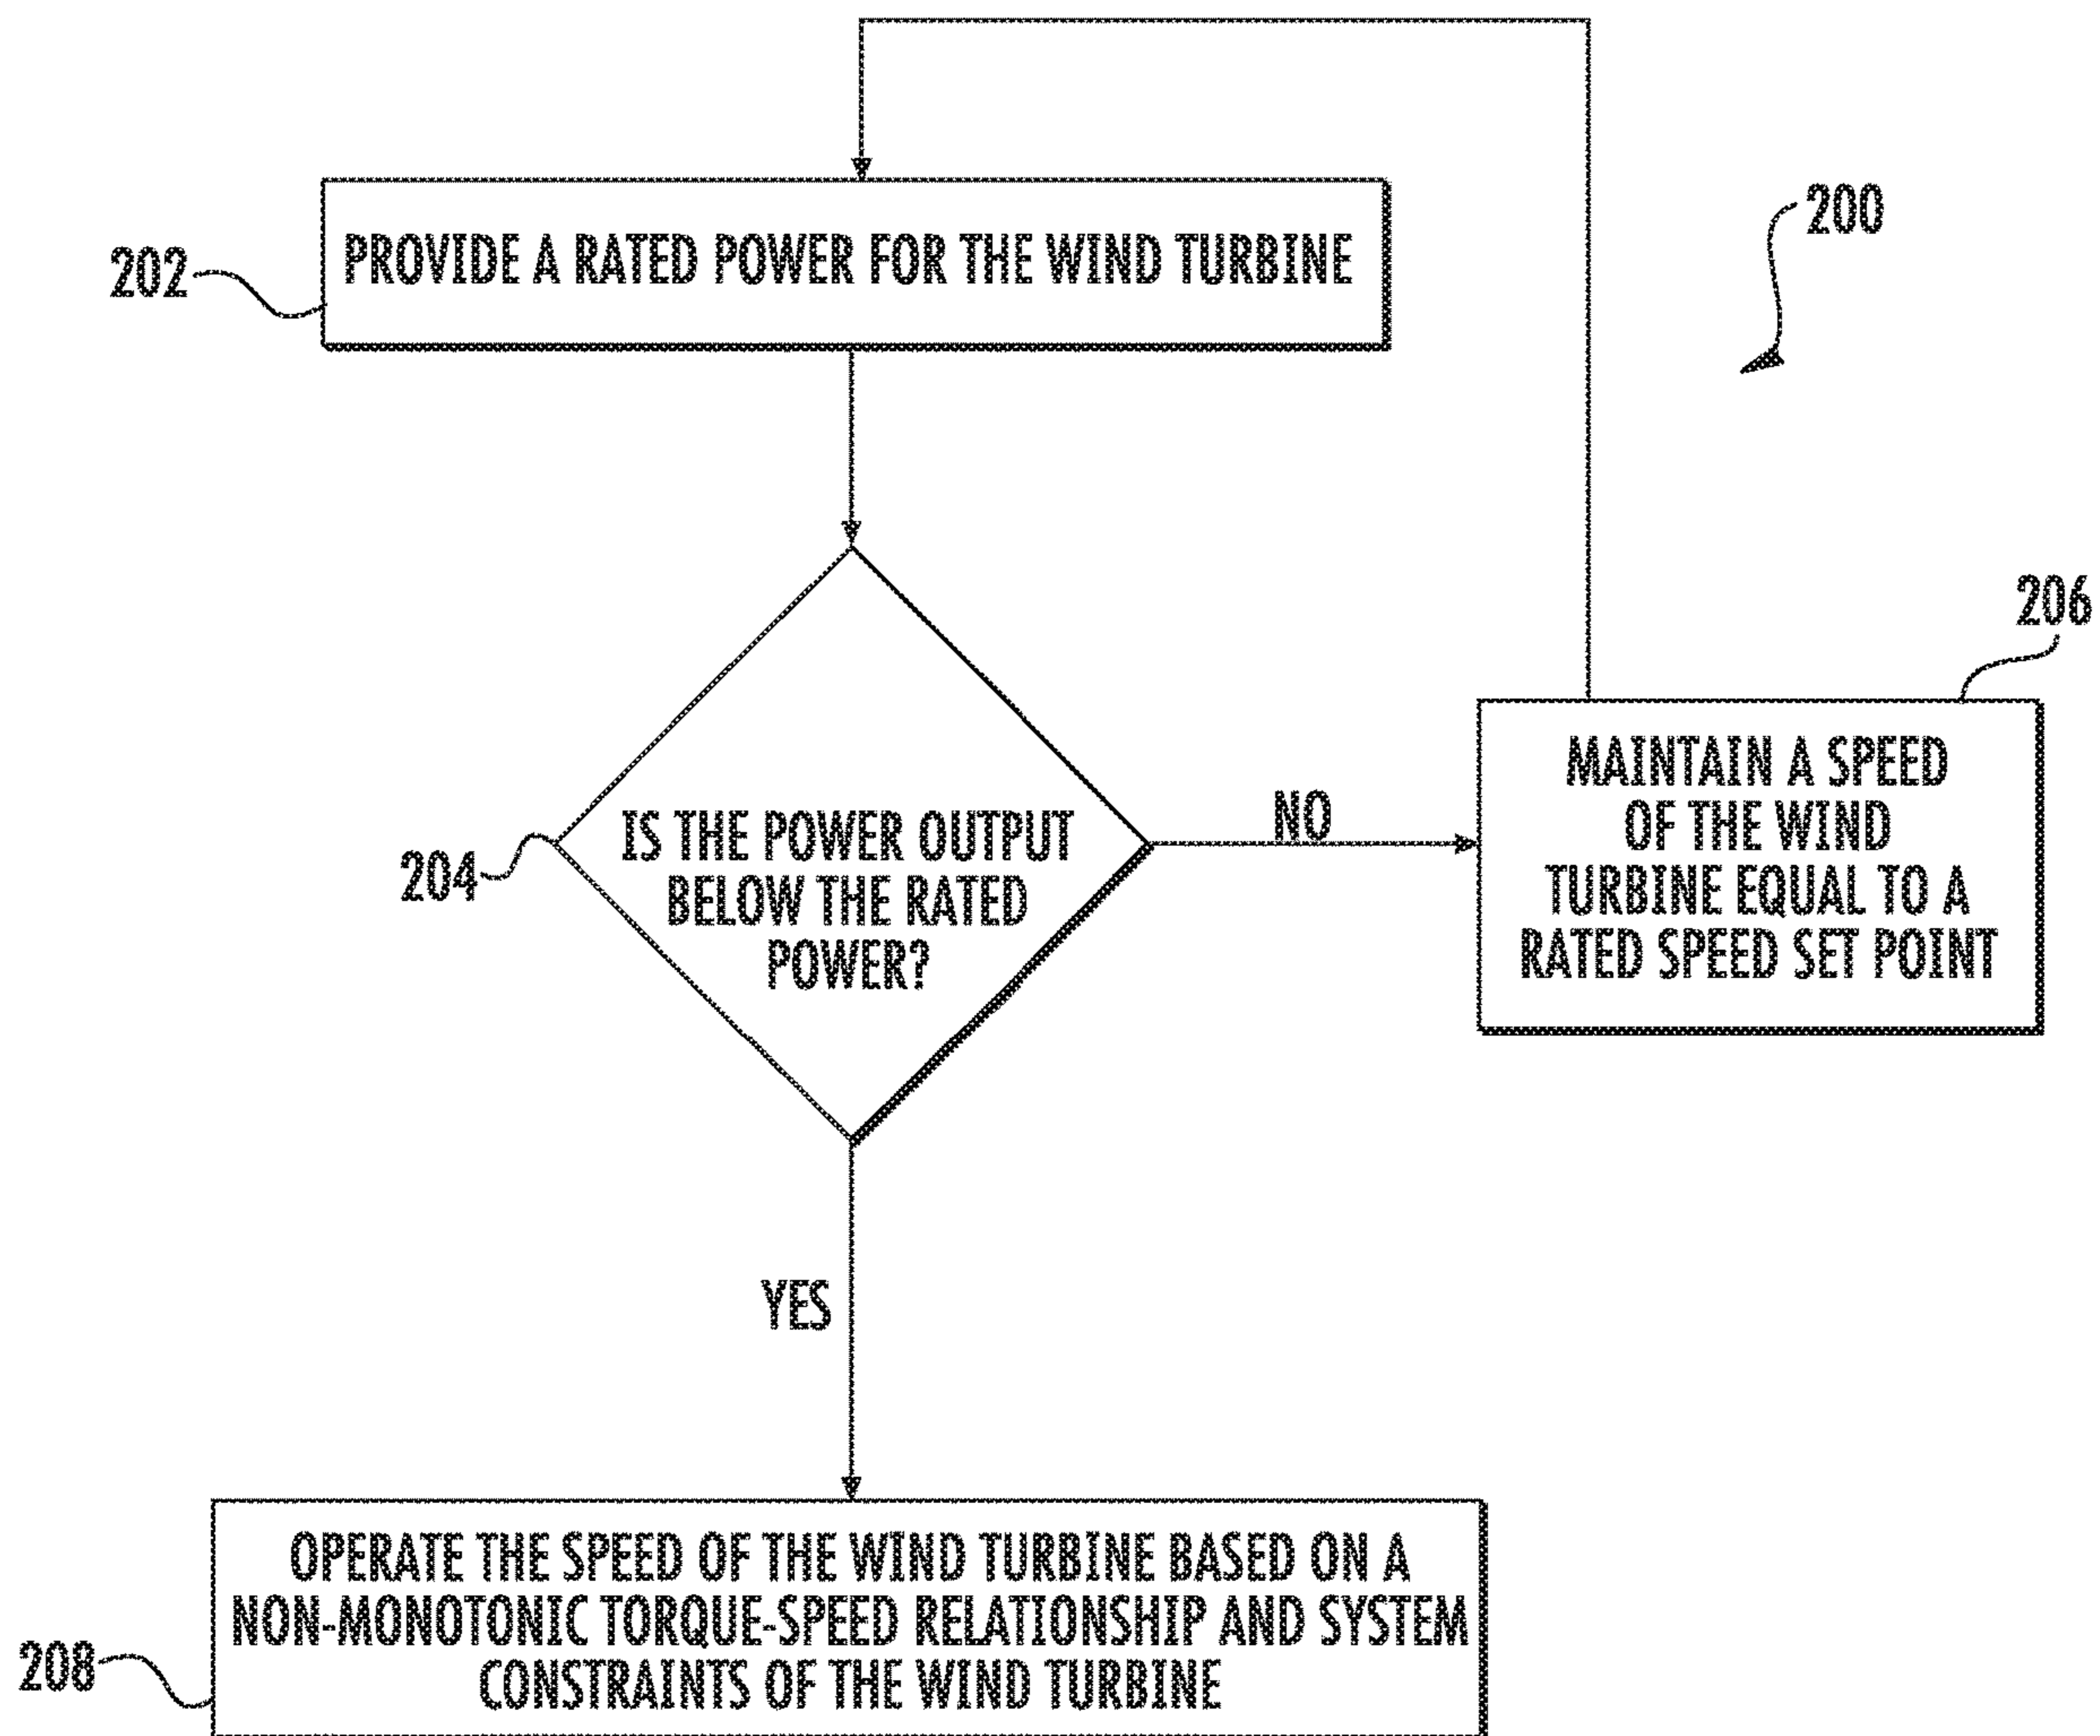 200
202
PROVIDE A RATED POWER FOR THE WIND TURBINE
204
IS THE POWER OUTPUT
BELOW THE RATED
POWER?
NO
206
MAINTAIN A SPEED
OF THE WIND
TURBINE EQUAL TO A
RATED SPEED SET POINT
YES
208
OPERATE THE SPEED OF THE WIND TURBINE BASED ON A
NON-MONOTONIC TORQUE-SPEED RELATIONSHIP AND SYSTEM
CONSTRAINTS OF THE WIND TURBINE